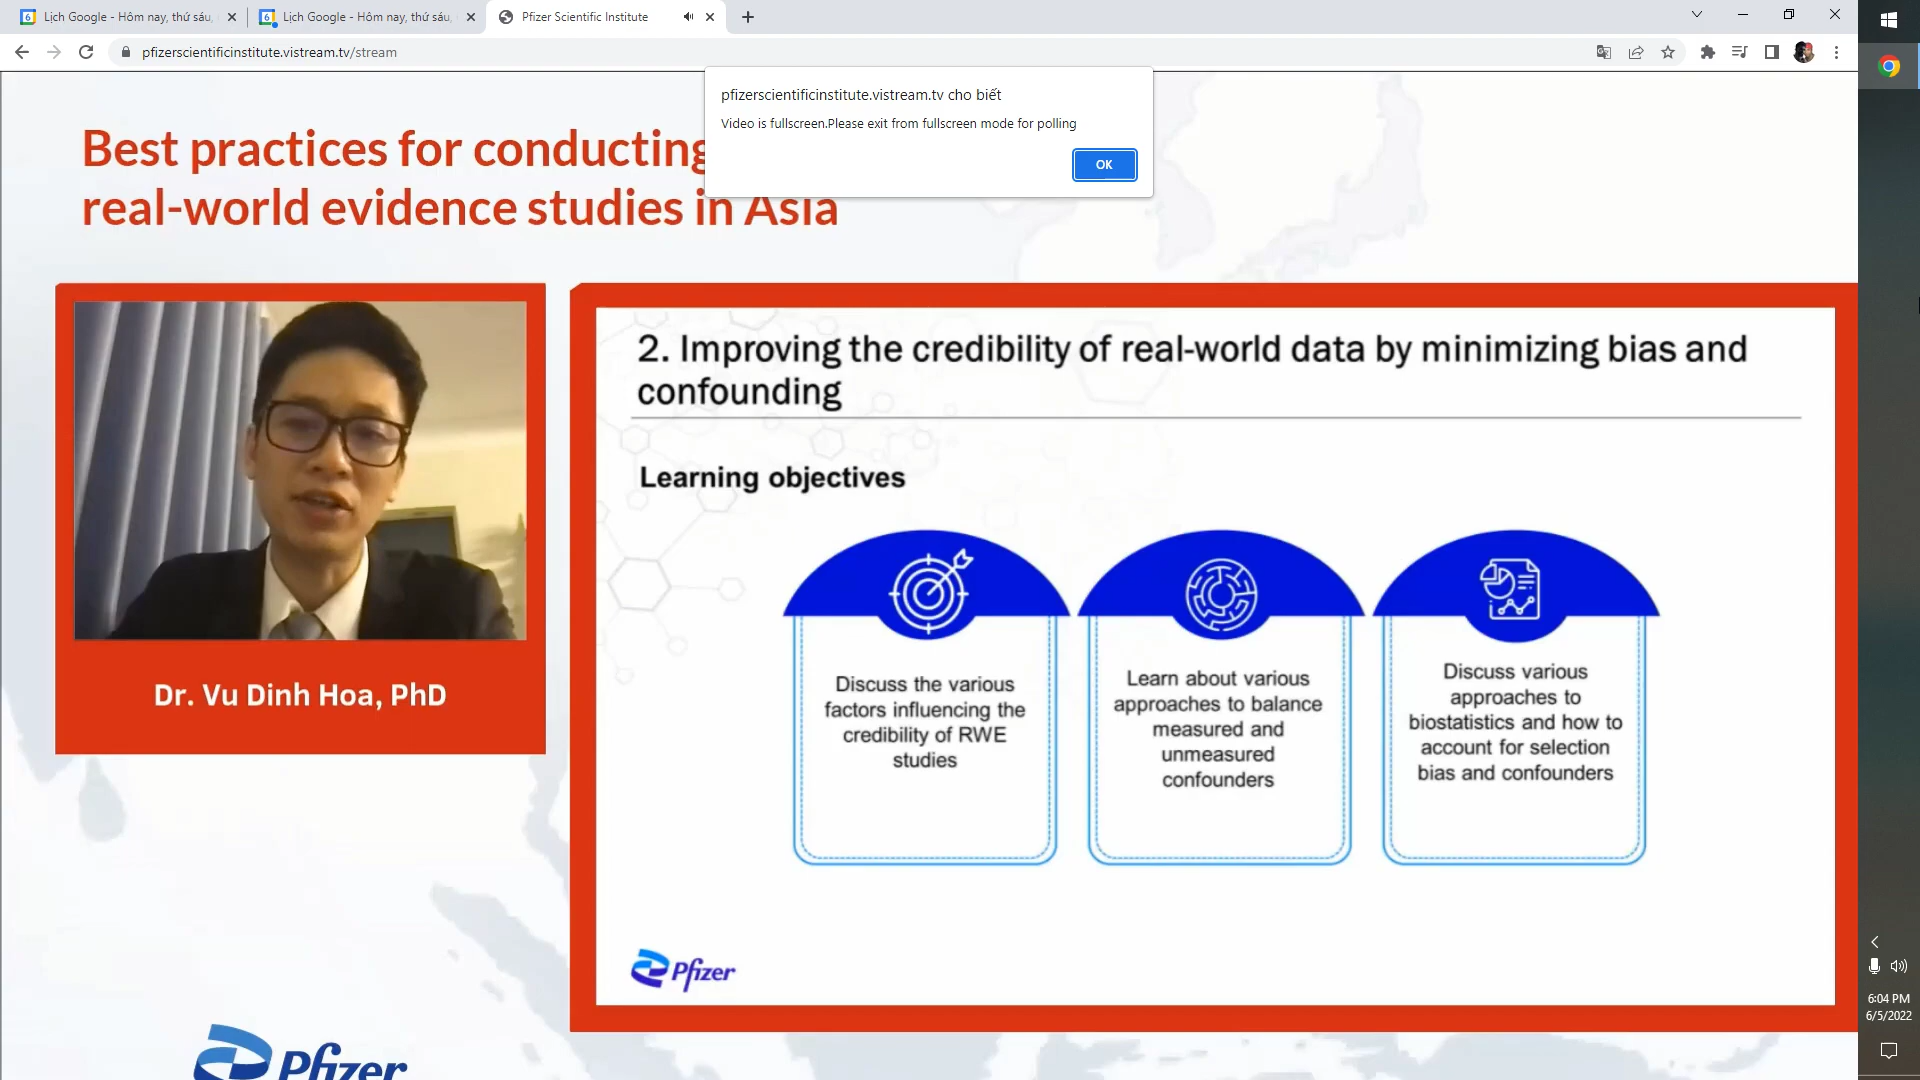 Lịch Google - Hôm nay, thứ sáu,
Lịch Google - Hôm nay, thứ sáu,
Pfizer Scientific Institute
pfizerscientificinstitute.vistream.tv/stream
pfizerscientificinstitute.vistream.tv cho biết
Video is fullscreen.Please exit from fullscreen mode for polling
OK
Best practices for conducting
real-world evidence studies in Asia
Dr. Vu Dinh Hoa, PhD
2. Improving the credibility of real-world data by minimizing bias and
confounding
Learning objectives
Discuss the various
factors influencing the
credibility of RWE
studies
Learn about various
approaches to balance
measured and
unmeasured
confounders
Discuss various
approaches to
biostatistics and how to
account for selection
bias and confounders
Pfizer
Pfizer
6:04 PM
6/5/2022